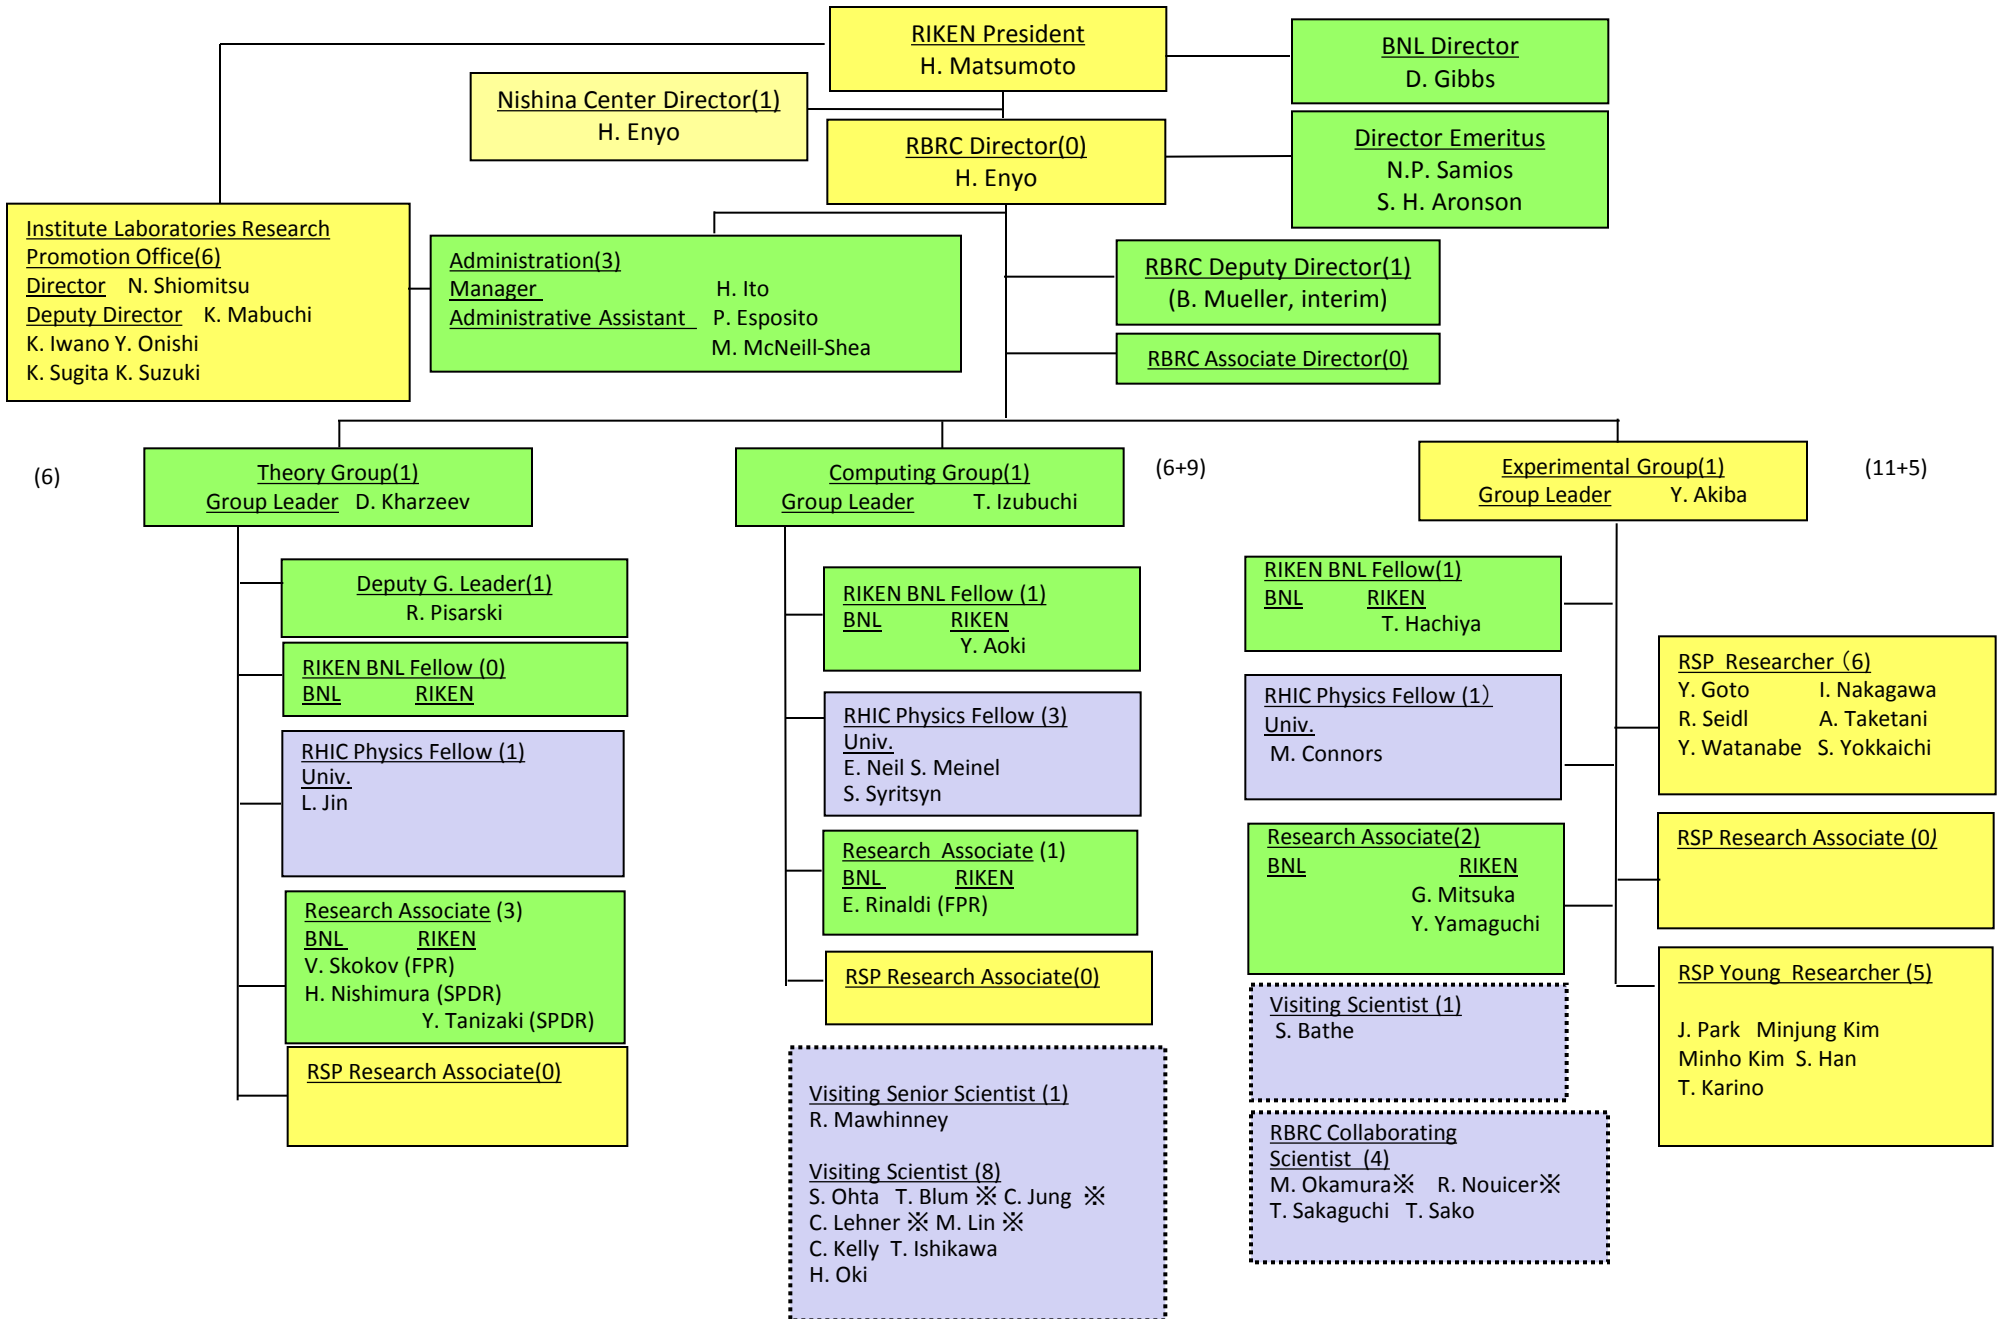 RIKEN President
H. Matsumoto
BNL Director
D. Gibbs
Nishina Center Director(1)
H. Enyo
RBRC Director(0)
H. Enyo
Director Emeritus
N.P. Samios
S. H. Aronson
Institute Laboratories Research
Promotion Office(6)
Director N. Shiomitsu
Deputy Director K. Mabuchi
K. Iwano Y. Onishi
K. Sugita K. Suzuki
Administration(3)
Manager H. Ito
Administrative Assistant P. Esposito
M. McNeill-Shea
RBRC Deputy Director(1)
(B. Mueller, interim)
RBRC Associate Director(0)
(6)
Theory Group(1)
Group Leader D. Kharzeev
Computing Group(1)
Group Leader T. Izubuchi
(6+9)
Experimental Group(1)
Group Leader Y. Akiba
(11+5)
Deputy G. Leader(1)
R. Pisarski
RIKEN BNL Fellow (0)
BNL RIKEN
RHIC Physics Fellow (1)
Univ.
L. Jin
Research Associate (3)
BNL RIKEN
V. Skokov (FPR)
H. Nishimura (SPDR)
Y. Tanizaki (SPDR)
RSP Research Associate(0)
RIKEN BNL Fellow (1)
BNL RIKEN
Y. Aoki
RHIC Physics Fellow (3)
Univ.
E. Neil S. Meinel
S. Syritsyn
Research Associate (1)
BNL RIKEN
E. Rinaldi (FPR)
RSP Research Associate(0)
Visiting Senior Scientist (1)
R. Mawhinney
Visiting Scientist (8)
S. Ohta T. Blum ※ C. Jung ※
C. Lehner ※ M. Lin ※
C. Kelly T. Ishikawa
H. Oki
RIKEN BNL Fellow(1)
BNL RIKEN
T. Hachiya
RHIC Physics Fellow (1）
Univ.
M. Connors
Research Associate(2)
BNL RIKEN
G. Mitsuka
Y. Yamaguchi
Visiting Scientist (1)
S. Bathe
RBRC Collaborating
Scientist (4)
M. Okamura※ R. Nouicer※
T. Sakaguchi T. Sako
RSP Researcher（6)
Y. Goto I. Nakagawa
R. Seidl A. Taketani
Y. Watanabe S. Yokkaichi
RSP Research Associate (0)
RSP Young Researcher (5)
J. Park Minjung Kim
Minho Kim S. Han
T. Karino